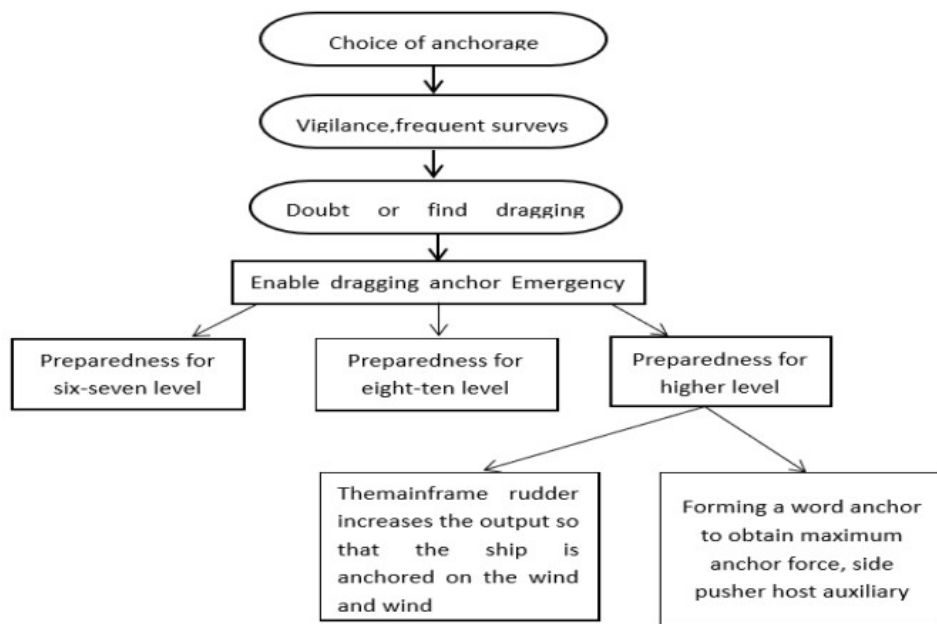 Choice of anchorage
Vigilance,frequent surveys
Doubt or find dragging
Enable dragging anchor Emergency
Preparedness for
six-seven level
Preparedness for
eight-ten level
Preparedness for
higher level
Themainframe rudder
increases the output so
that the ship is
anchored on the wind
and wind
Forming a word anchor
to obtain maximum
anchor force, side
pusher host auxiliary